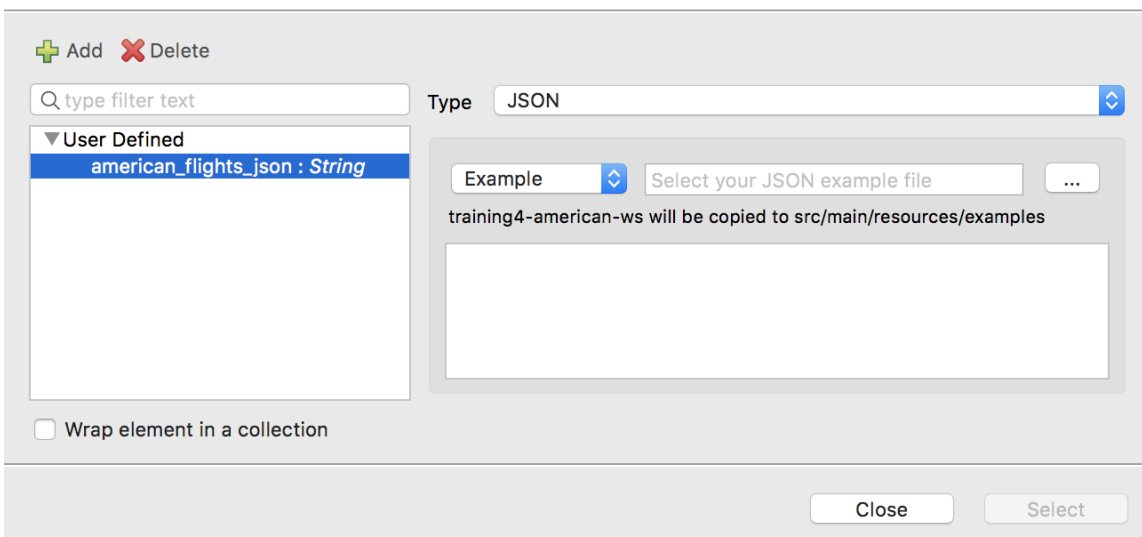 Add Delete
type filter text
Type JSON
User Defined
american_flights_json : String
Example Select your JSON example file ...
training4-american-ws will be copied to src/main/resources/examples
Wrap element in a collection
Close Select